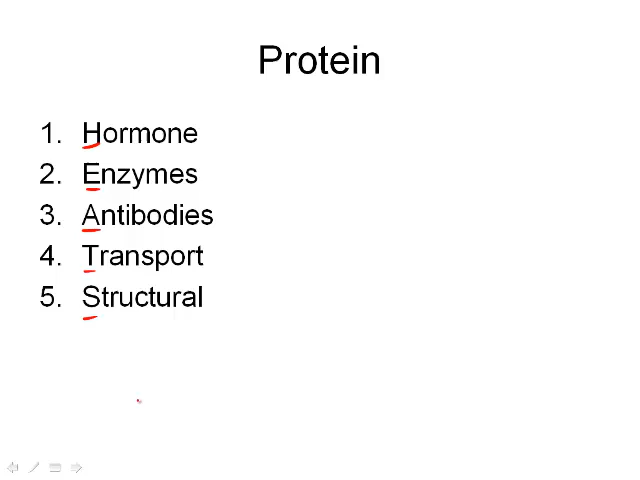 Protein
1. Hormone
2. Enzymes
3. Antibodies
4. Transport
5. Structural